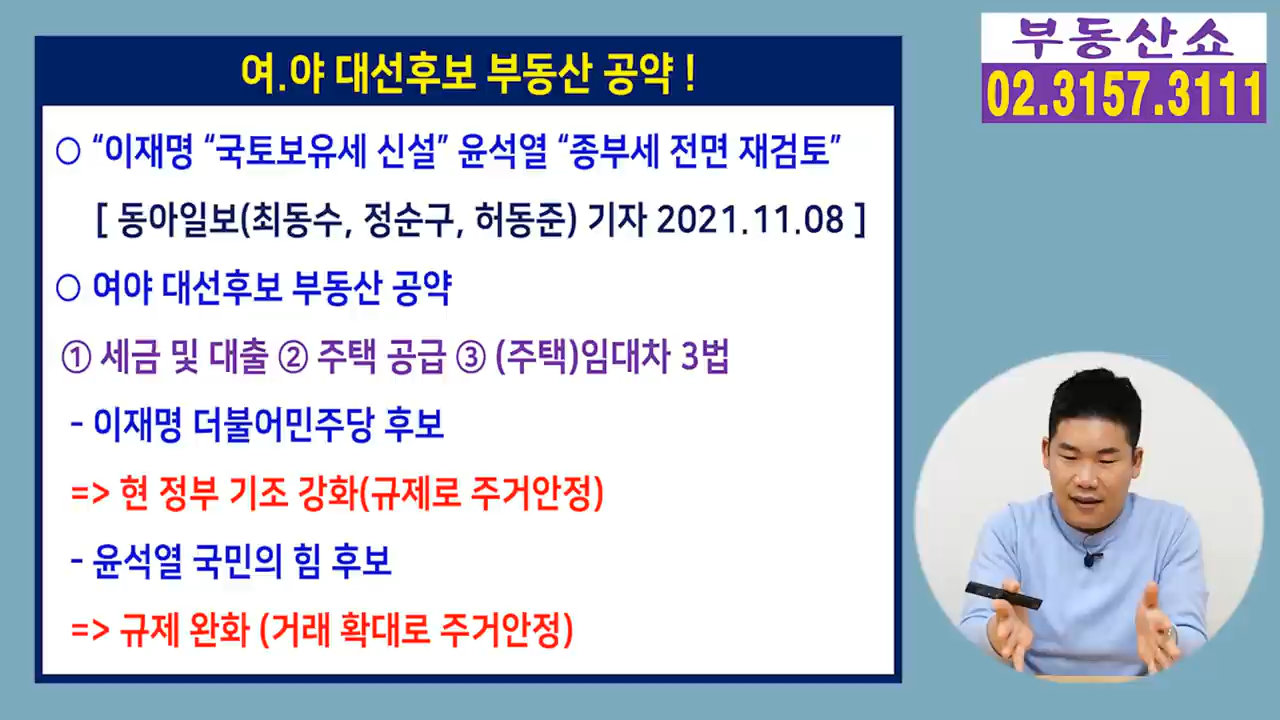 여.야 대선후보 부동산 공약 !
부동산쇼
02.3157.3111
○ “이재명 “국토보유세 신설” 윤석열 “종부세 전면 재검토”
[ 동아일보(최동수, 정순구, 허동준) 기자 2021.11.08 ]
○ 여야 대선후보 부동산 공약
① 세금 및 대출 ② 주택 공급 ③ (주택)임대차 3법
- 이재명 더불어민주당 후보
=> 현 정부 기조 강화(규제로 주거안정)
- 윤석열 국민의 힘 후보
=> 규제 완화 (거래 확대로 주거안정)